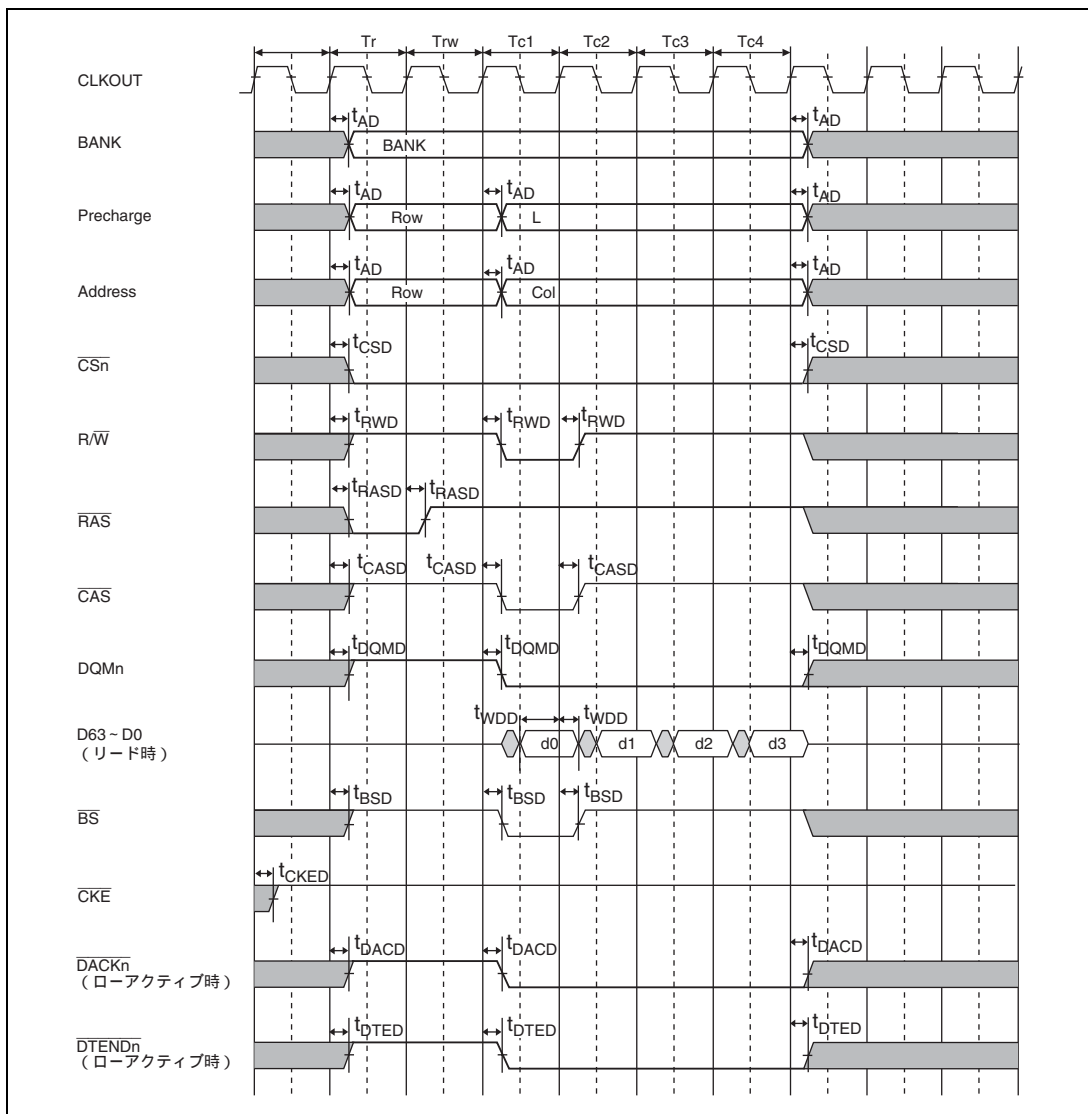 Tr Trw Tc1 Tc2 Tc3 Tc4
CLKOUT
tAD tAD
BANK BANK
tAD tAD tAD
Precharge Row L
tAD tAD tAD
Address Row Col
tCSD tCSD
CSn
tRWD tRWD tRWD
R/W
tRASD tRASD
RAS
tCASD tCASD tCASD
CAS
tDQMD tDQMD tDQMD
DQMn
tWDD tWDD
D63~D0
(リード時) d0 d1 d2 d3
tBSD tBSD tBSD
BS
tCKED
CKE
tDACD tDACD tDACD
DACKn
(ローアクティブ時)
tDTED tDTED tDTED
DTENDn
(ローアクティブ時)